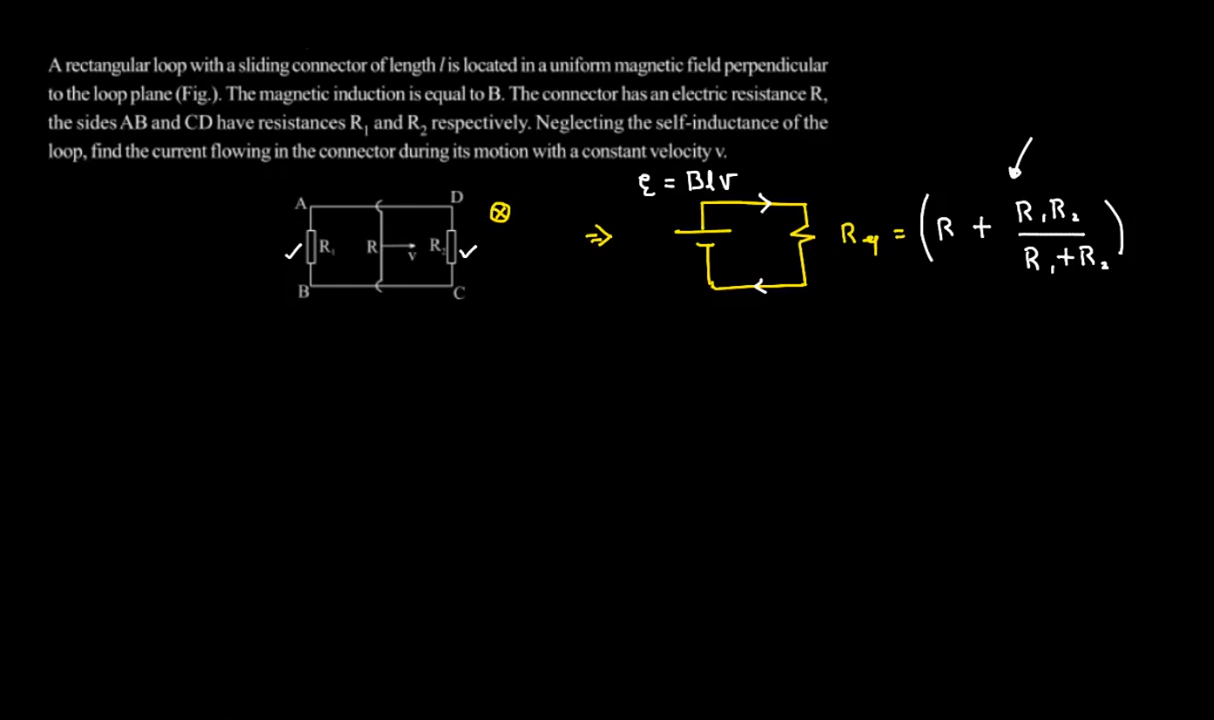 A rectangular loop with a sliding connector of length l is located in a uniform magnetic field perpendicular
to the loop plane (Fig.). The magnetic induction is equal to B. The connector has an electric resistance R,
the sides AB and CD have resistances R₁ and R₂ respectively. Neglecting the self-inductance of the
loop, find the current flowing in the connector during its motion with a constant velocity v.
ξ = Blv
A D
R₁ R v R₂
B C
⇒ R eq = (R + R₁R₂ / R₁+R₂)